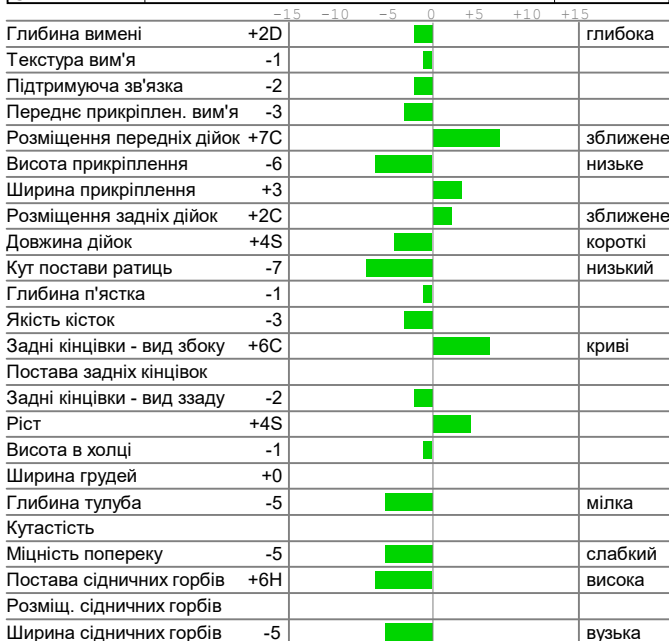 -15 -10 -5 0 +5 +10 +15
Глибина вимені +2D глибока
Текстура вим'я -1
Підтримуюча зв'язка -2
Переднє прикріплен. вим'я -3
Розміщення передніх дійок +7C зближене
Висота прикріплення -6 низьке
Ширина прикріплення +3
Розміщення задніх дійок +2C зближене
Довжина дійок +4S короткі
Кут постави ратиць -7 низький
Глибина п'ястка -1
Якість кісток -3
Задні кінцівки - вид збоку +6C криві
Постава задніх кінцівок
Задні кінцівки - вид ззаду -2
Ріст +4S
Висота в холці -1
Ширина грудей +0
Глибина тулуба -5 мілка
Кутастість
Міцність попереку -5 слабкий
Постава сідничних горбів +6H висока
Розміщ. сідничних горбів
Ширина сідничних горбів -5 вузька